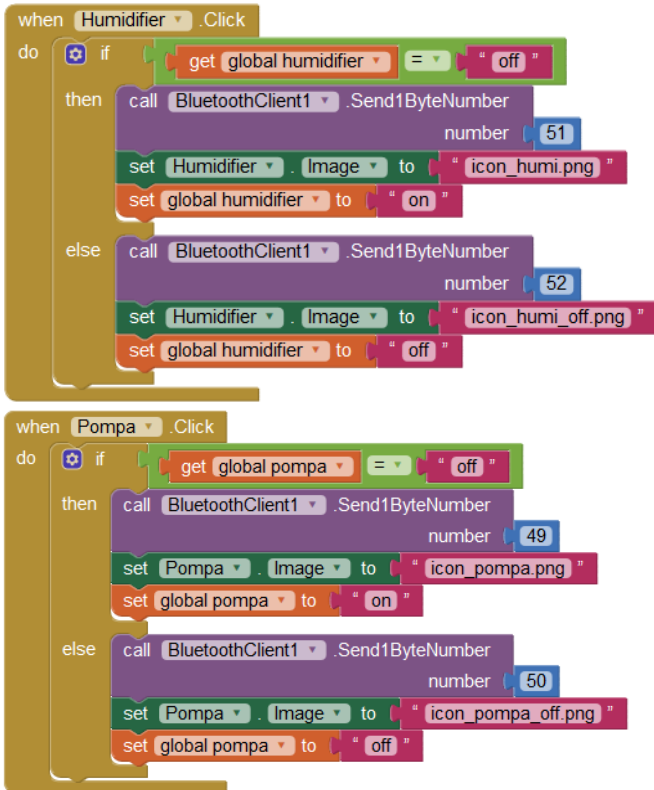 when Humidifier .Click
do if get global humidifier = " off "
then call BluetoothClient1 .Send1ByteNumber
number 51
set Humidifier . Image to " icon_humi.png "
set global humidifier to " on "
else call BluetoothClient1 .Send1ByteNumber
number 52
set Humidifier . Image to " icon_humi_off.png "
set global humidifier to " off "
when Pompa .Click
do if get global pompa = " off "
then call BluetoothClient1 .Send1ByteNumber
number 49
set Pompa . Image to " icon_pompa.png "
set global pompa to " on "
else call BluetoothClient1 .Send1ByteNumber
number 50
set Pompa . Image to " icon_pompa_off.png "
set global pompa to " off "